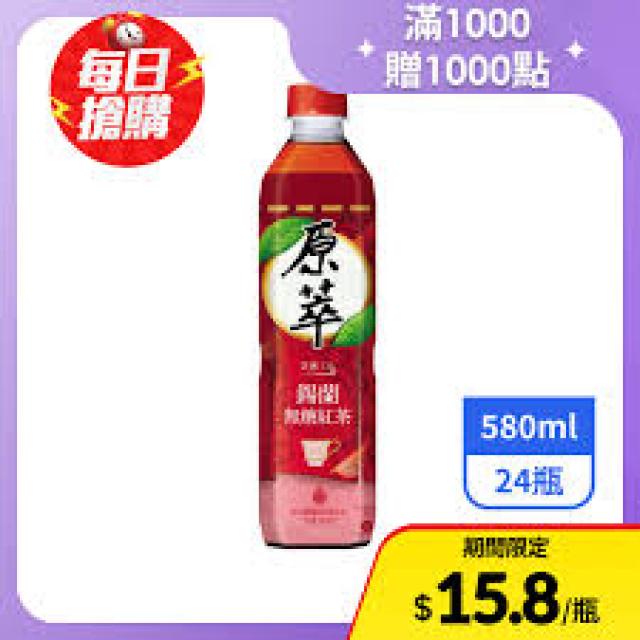 每日
搶購
滿1000
贈1000點
原
萃
錫蘭
無糖紅茶
580ml
24瓶
期間限定
$15.8/瓶